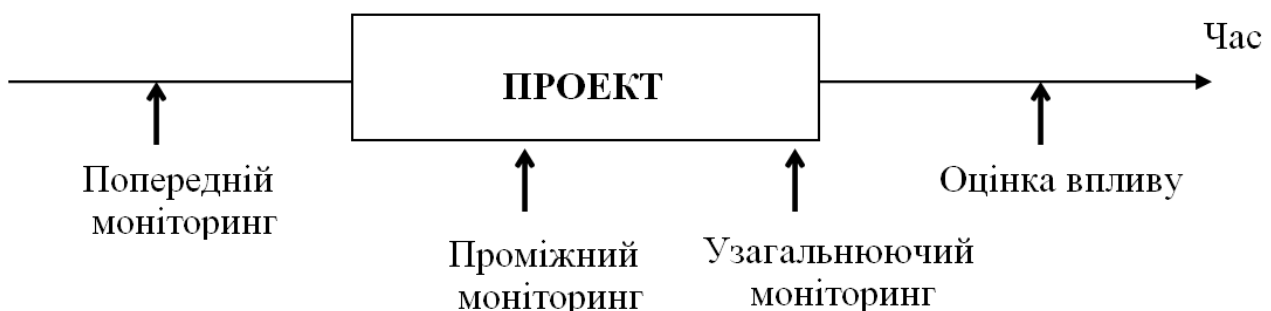 Час
ПРОЕКТ
Попередній
моніторинг
Проміжний
моніторинг
Узагальнюючий
моніторинг
Оцінка впливу